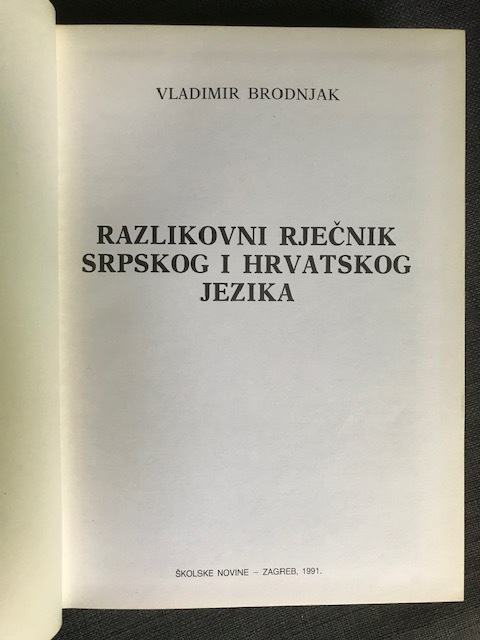 VLADIMIR BRODNJAK
RAZLIKOVNI RJEČNIK
SRPSKOG I HRVATSKOG
JEZIKA
ŠKOLSKE NOVINE – ZAGREB, 1991.